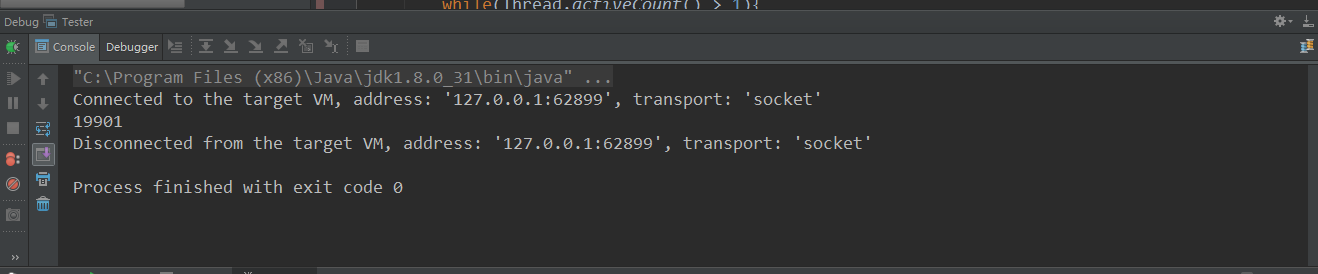 while(Thread.activeCount() > 1){
Debug Tester
Console Debugger
"C:\Program Files (x86)\Java\jdk1.8.0_31\bin\java" ...
Connected to the target VM, address: '127.0.0.1:62899', transport: 'socket'
19901
Disconnected from the target VM, address: '127.0.0.1:62899', transport: 'socket'
Process finished with exit code 0